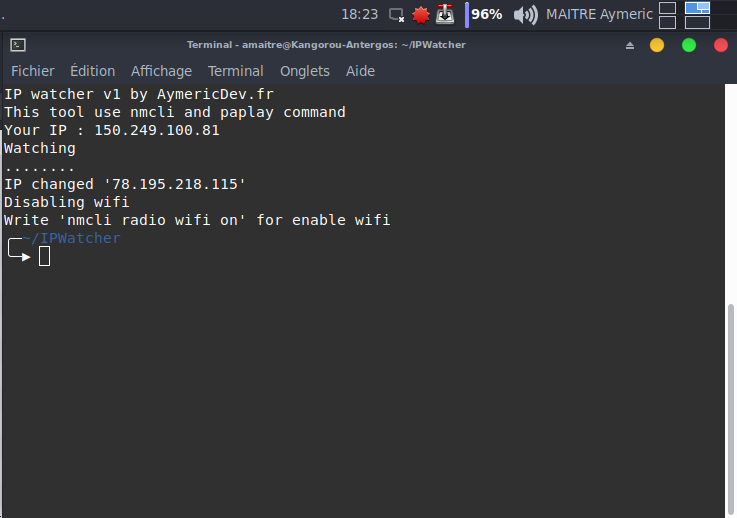 18:23 96% MAITRE Aymeric
Terminal - amaitre@Kangorou-Antergos: ~/IPWatcher
Fichier Édition Affichage Terminal Onglets Aide
IP watcher v1 by AymericDev.fr
This tool use nmcli and paplay command
Your IP : 150.249.100.81
Watching
........
IP changed '78.195.218.115'
Disabling wifi
Write 'nmcli radio wifi on' for enable wifi
~/IPWatcher